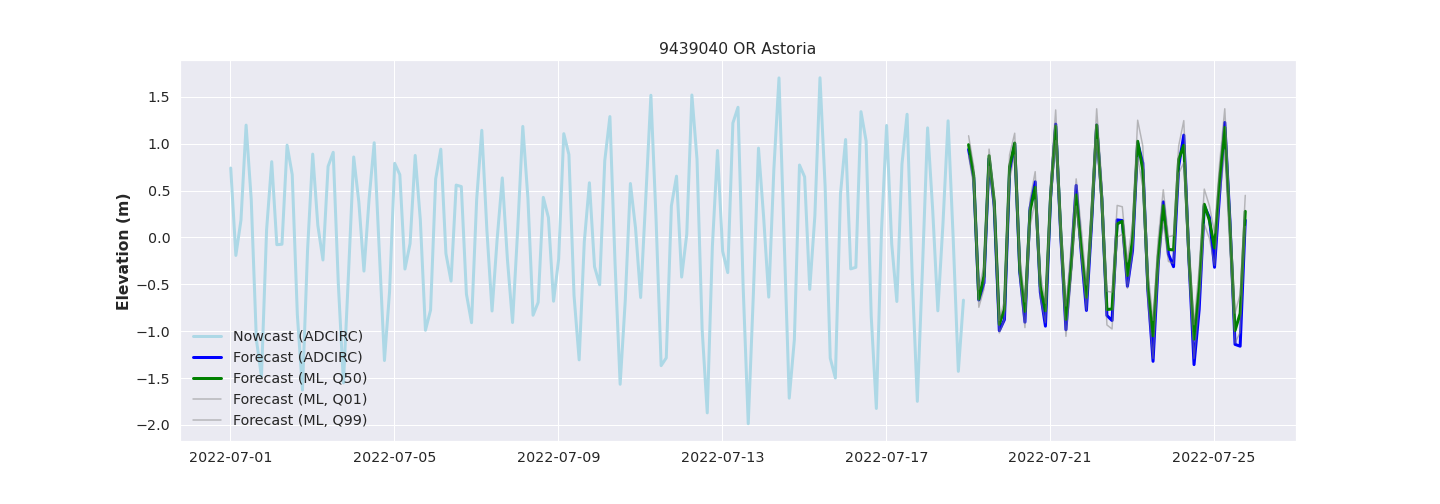 9439040 OR Astoria
Elevation (m)
1.5
1.0
0.5
0.0
−0.5
−1.0
−1.5
−2.0
Nowcast (ADCIRC)
Forecast (ADCIRC)
Forecast (ML, Q50)
Forecast (ML, Q01)
Forecast (ML, Q99)
2022-07-01 2022-07-05 2022-07-09 2022-07-13 2022-07-17 2022-07-21 2022-07-25